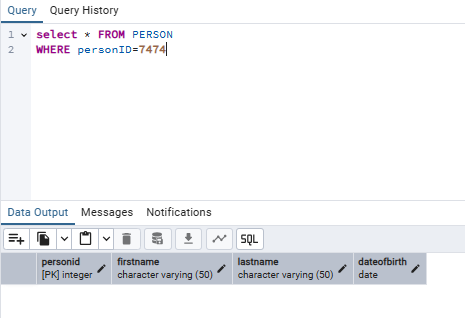 Query Query History
1 select * FROM PERSON
2 WHERE personID=7474
Data Output Messages Notifications
SQL
personid firstname lastname dateofbirth
[PK] integer character varying (50) character varying (50) date